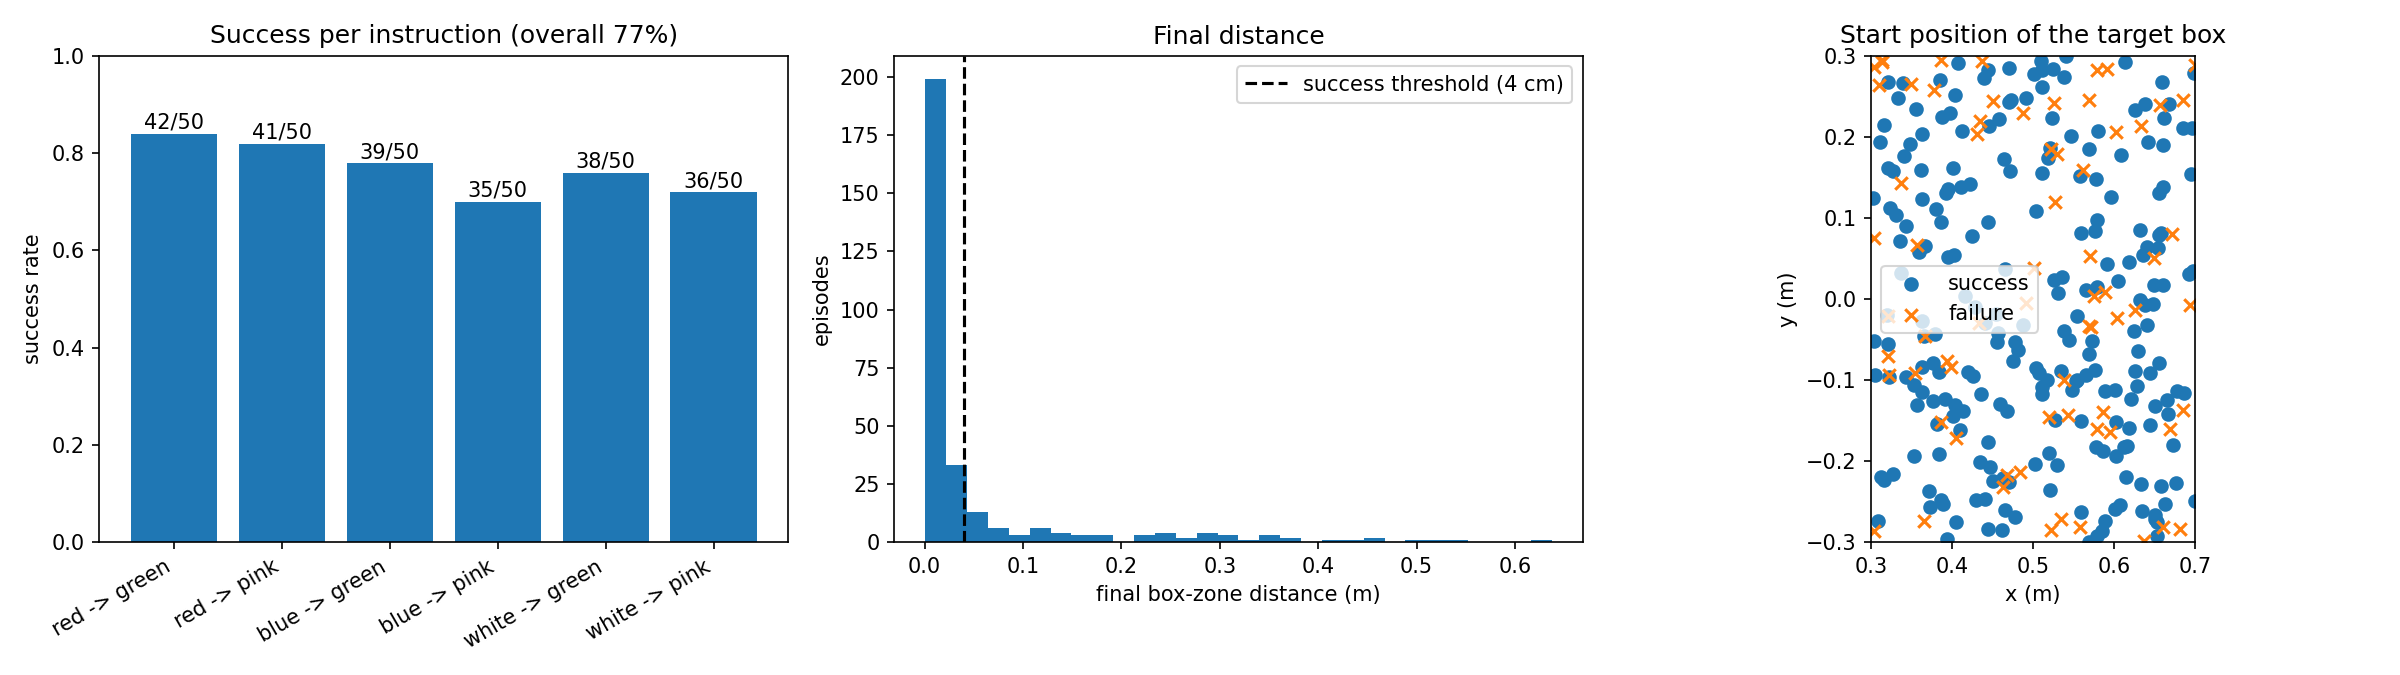 Success per instruction (overall 77%)
success rate
1.0
0.8
0.6
0.4
0.2
0.0
42/50
41/50
39/50
35/50
38/50
36/50
red -> green
red -> pink
blue -> green
blue -> pink
white -> green
white -> pink
Final distance
episodes
200
175
150
125
100
75
50
25
0
success threshold (4 cm)
0.0 0.1 0.2 0.3 0.4 0.5 0.6
final box-zone distance (m)
Start position of the target box
y (m)
0.3
0.2
0.1
0.0
−0.1
−0.2
−0.3
success
failure
0.3 0.4 0.5 0.6 0.7
x (m)